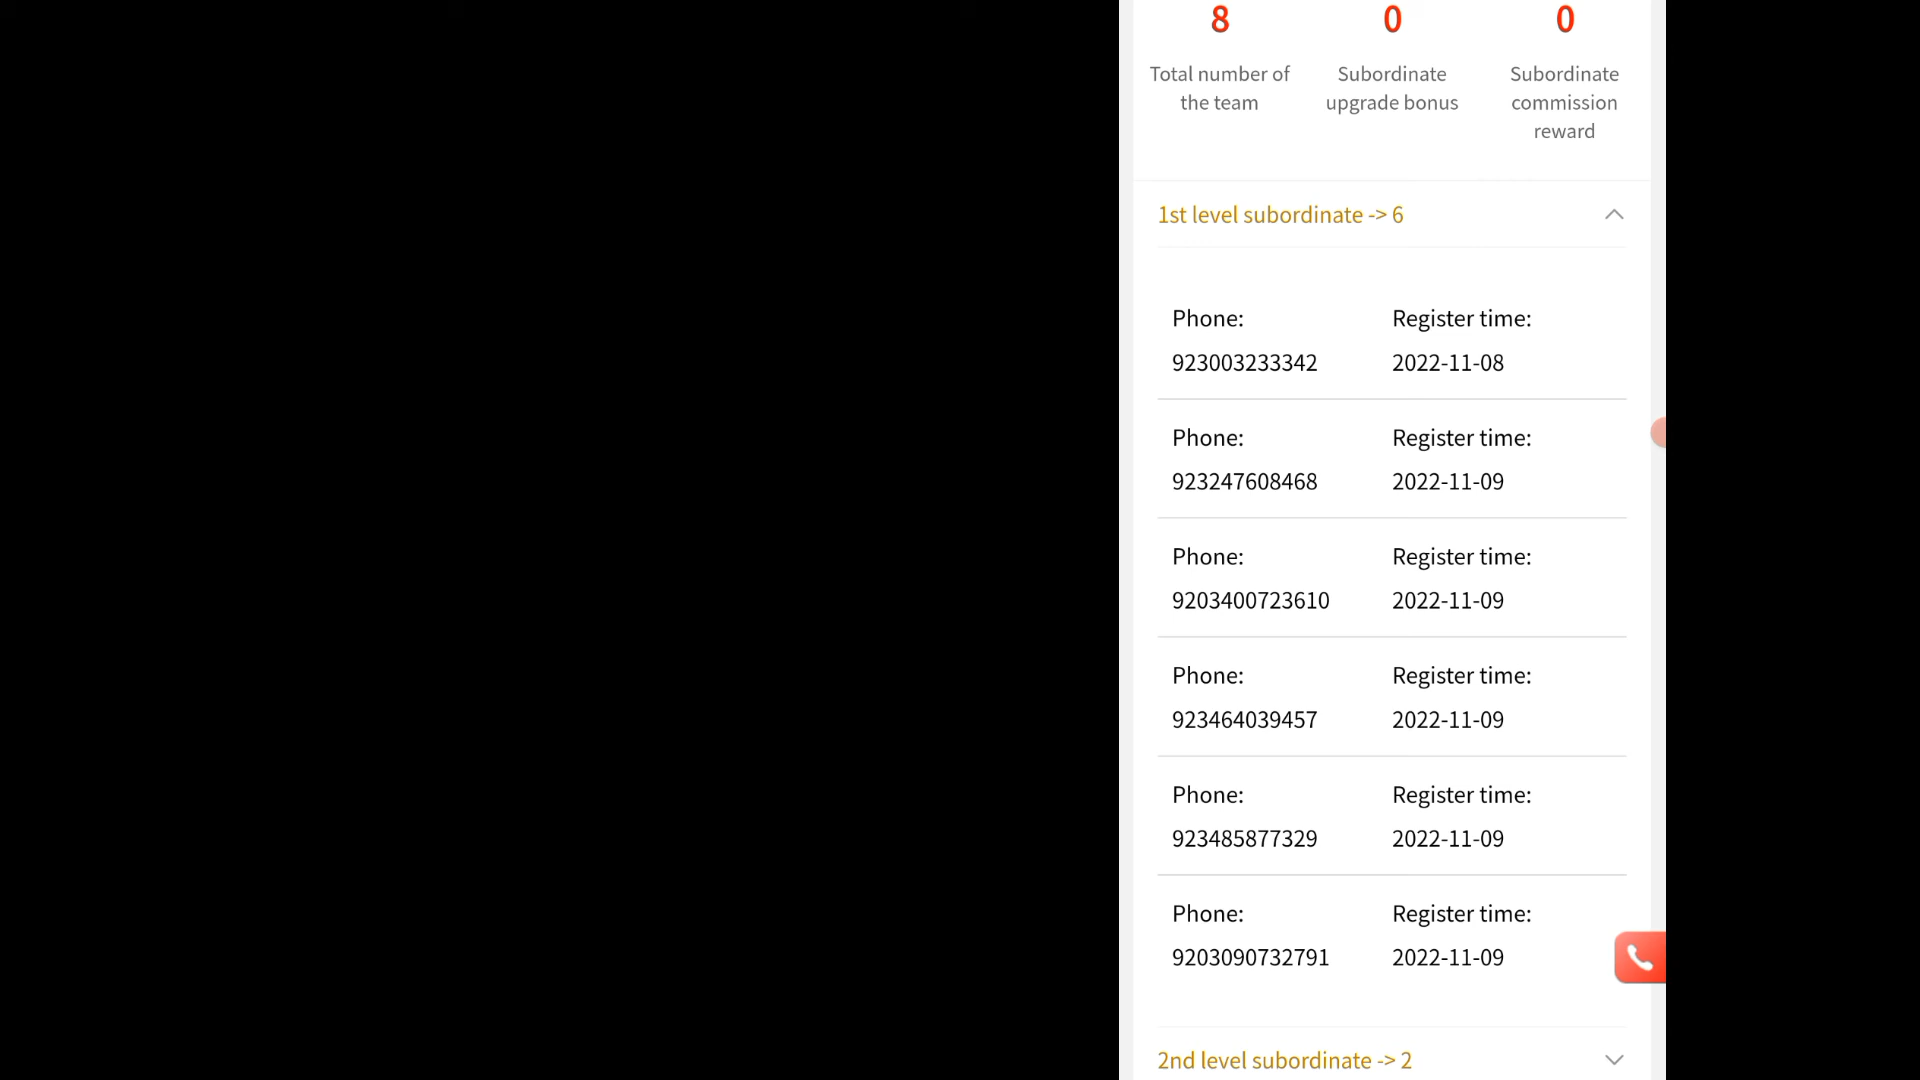 8 0 0
Total number of the team
Subordinate upgrade bonus
Subordinate commission reward
1st level subordinate -> 6
Phone: Register time:
923003233342 2022-11-08
Phone: Register time:
923247608468 2022-11-09
Phone: Register time:
9203400723610 2022-11-09
Phone: Register time:
923464039457 2022-11-09
Phone: Register time:
923485877329 2022-11-09
Phone: Register time:
9203090732791 2022-11-09
2nd level subordinate -> 2